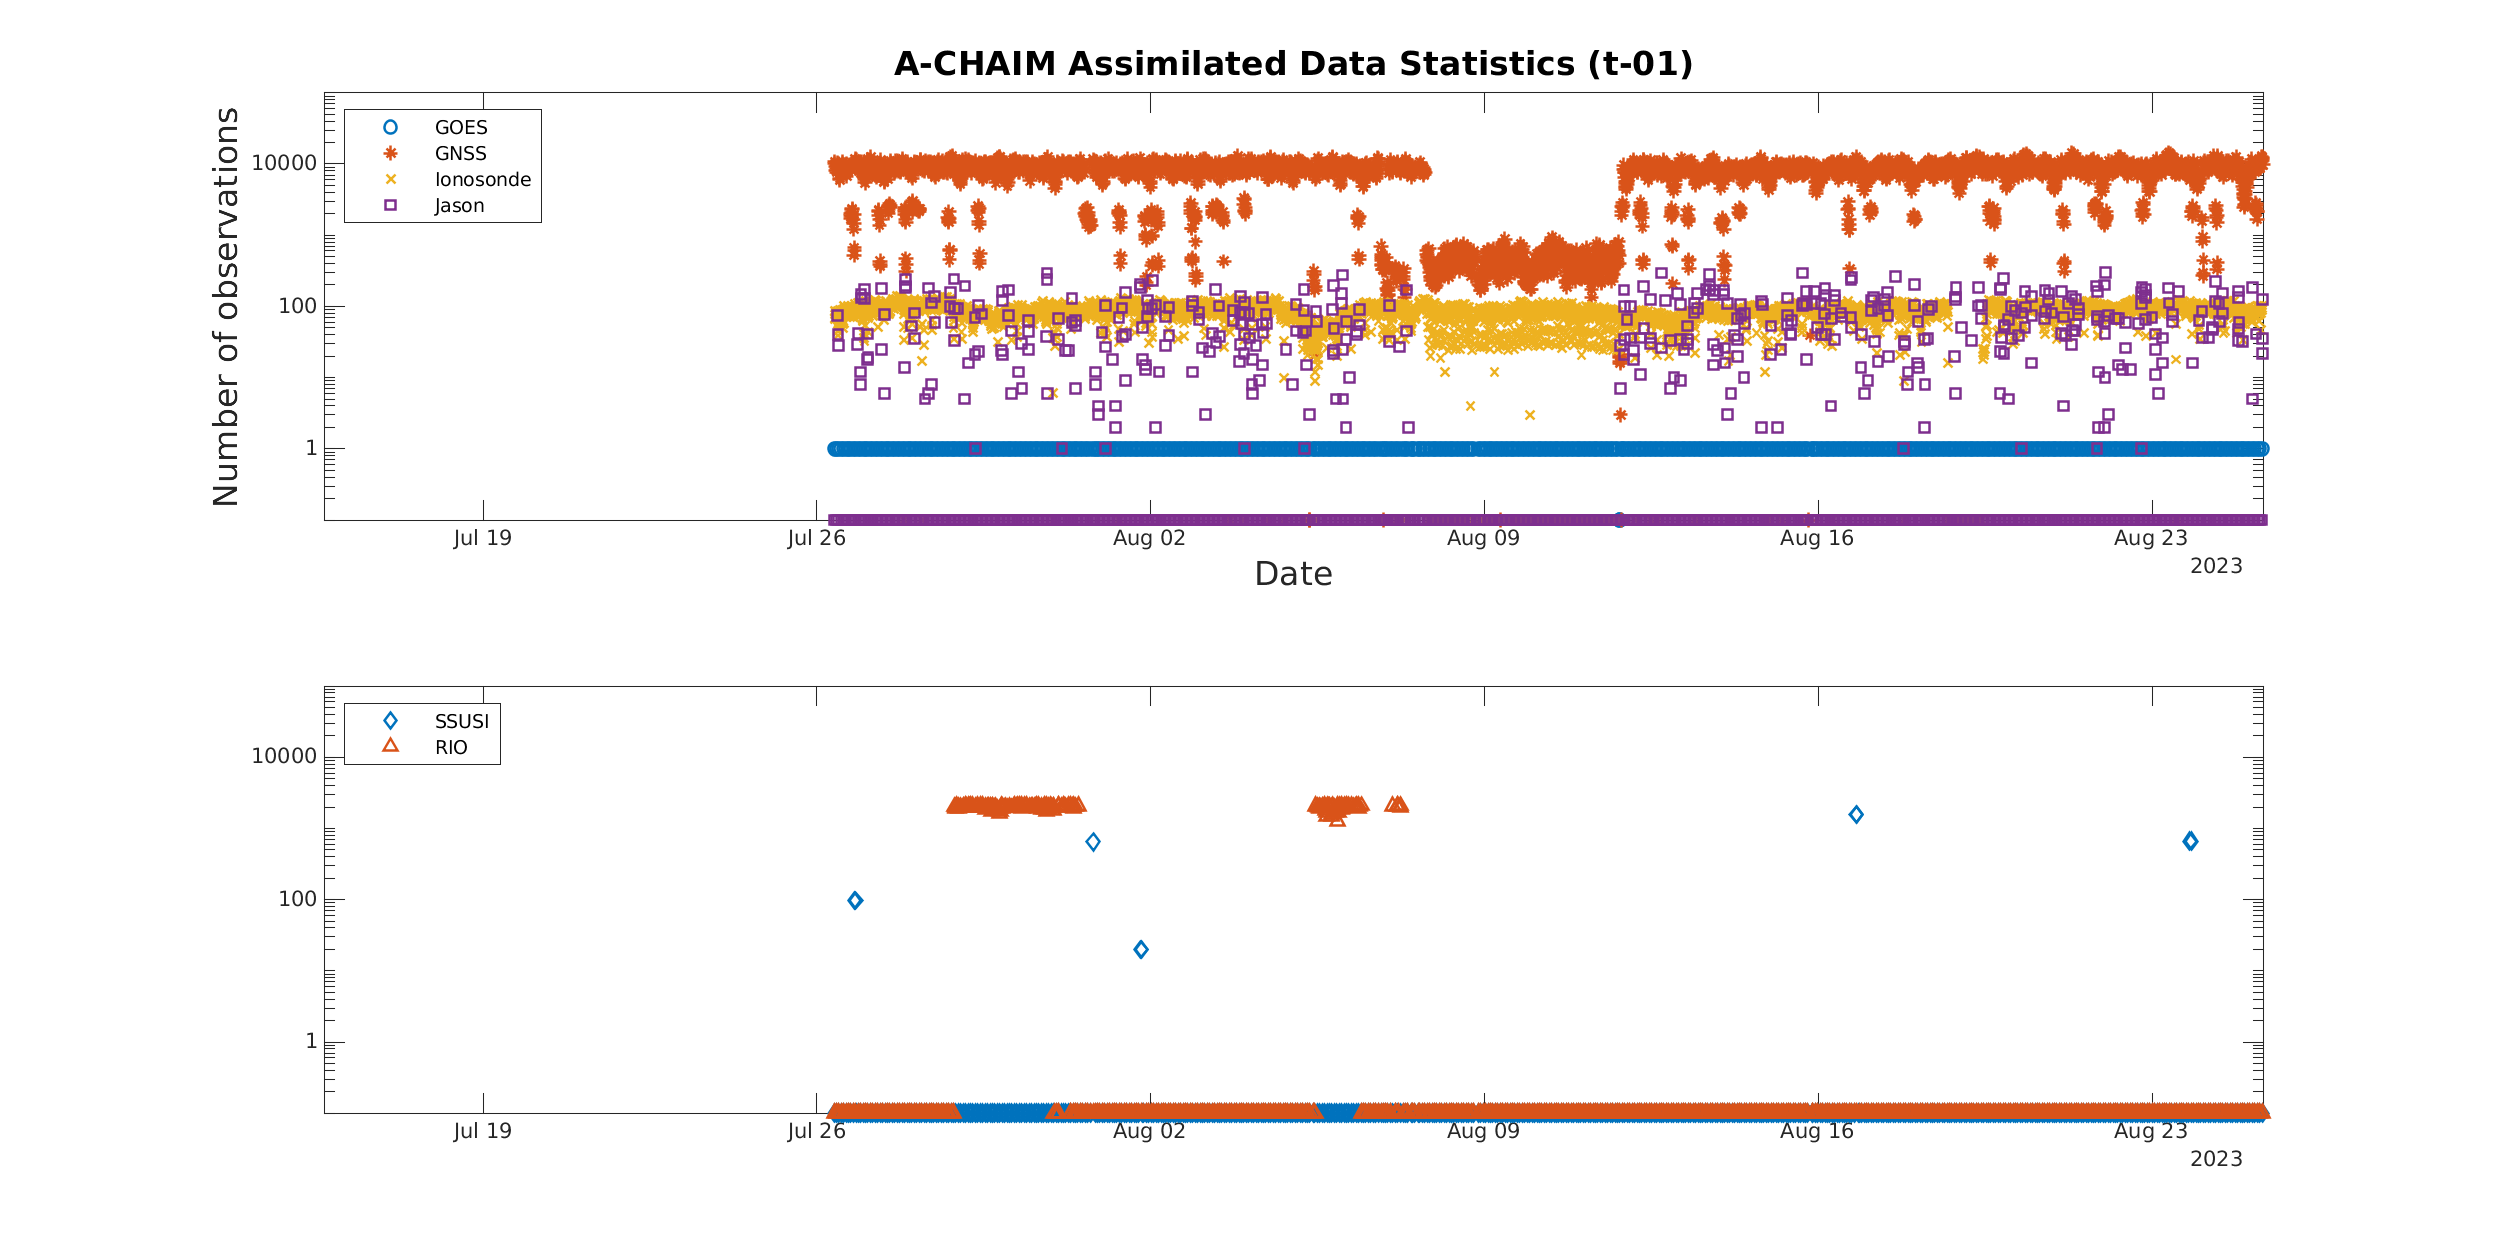 A-CHAIM Assimilated Data Statistics (t-01)
Number of observations
10000
100
1
GOES
GNSS
Ionosonde
Jason
Jul 19
Jul 26
Aug 02
Aug 09
Aug 16
Aug 23
2023
Date
10000
100
1
SSUSI
RIO
Jul 19
Jul 26
Aug 02
Aug 09
Aug 16
Aug 23
2023